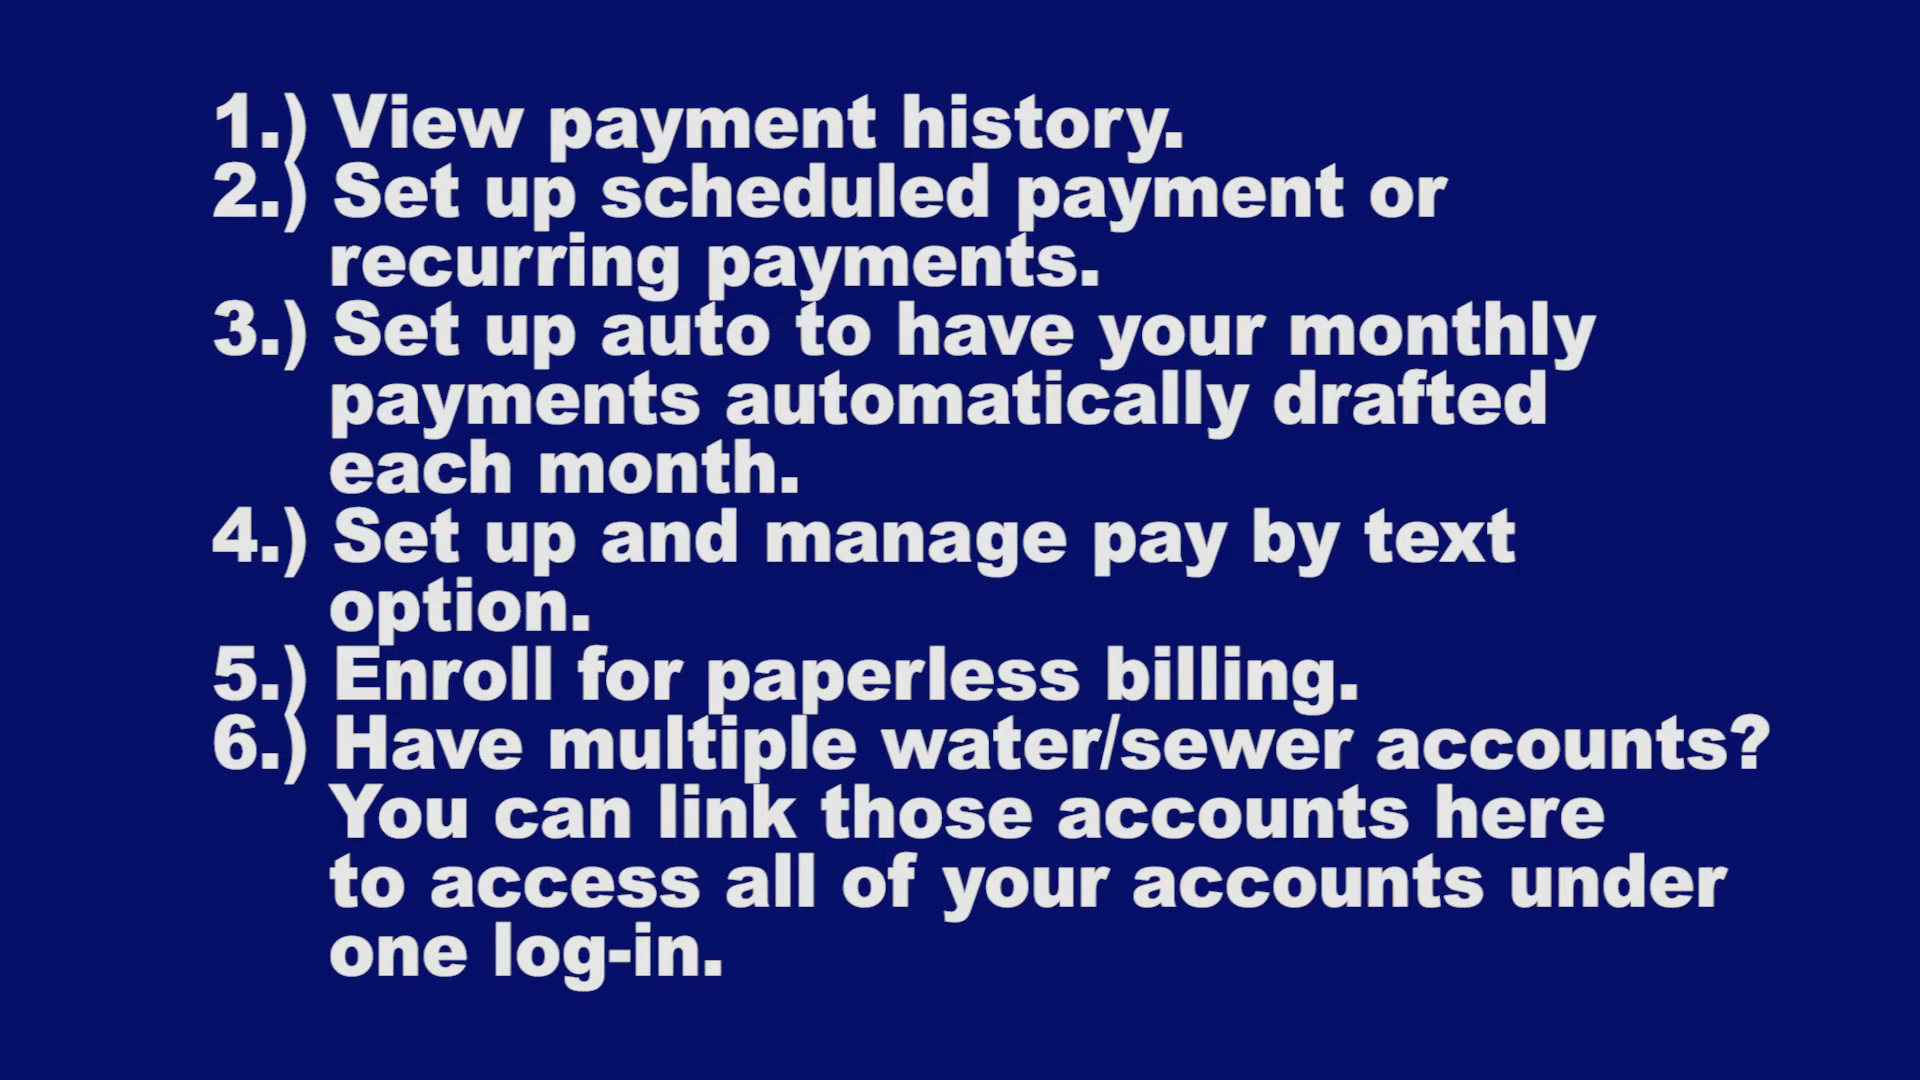 1.) View payment history.
2.) Set up scheduled payment or
recurring payments.
3.) Set up auto to have your monthly
payments automatically drafted
each month.
4.) Set up and manage pay by text
option.
5.) Enroll for paperless billing.
6.) Have multiple water/sewer accounts?
You can link those accounts here
to access all of your accounts under
one log-in.